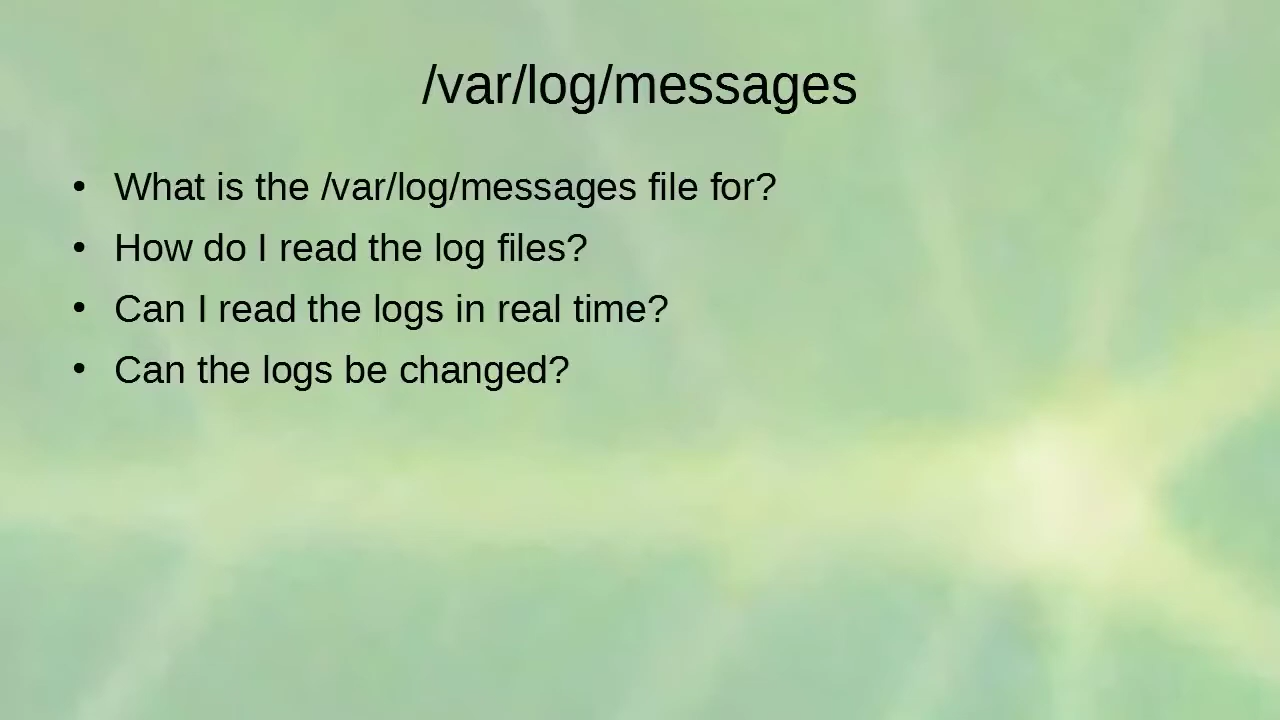 /var/log/messages
• What is the /var/log/messages file for?
• How do I read the log files?
• Can I read the logs in real time?
• Can the logs be changed?